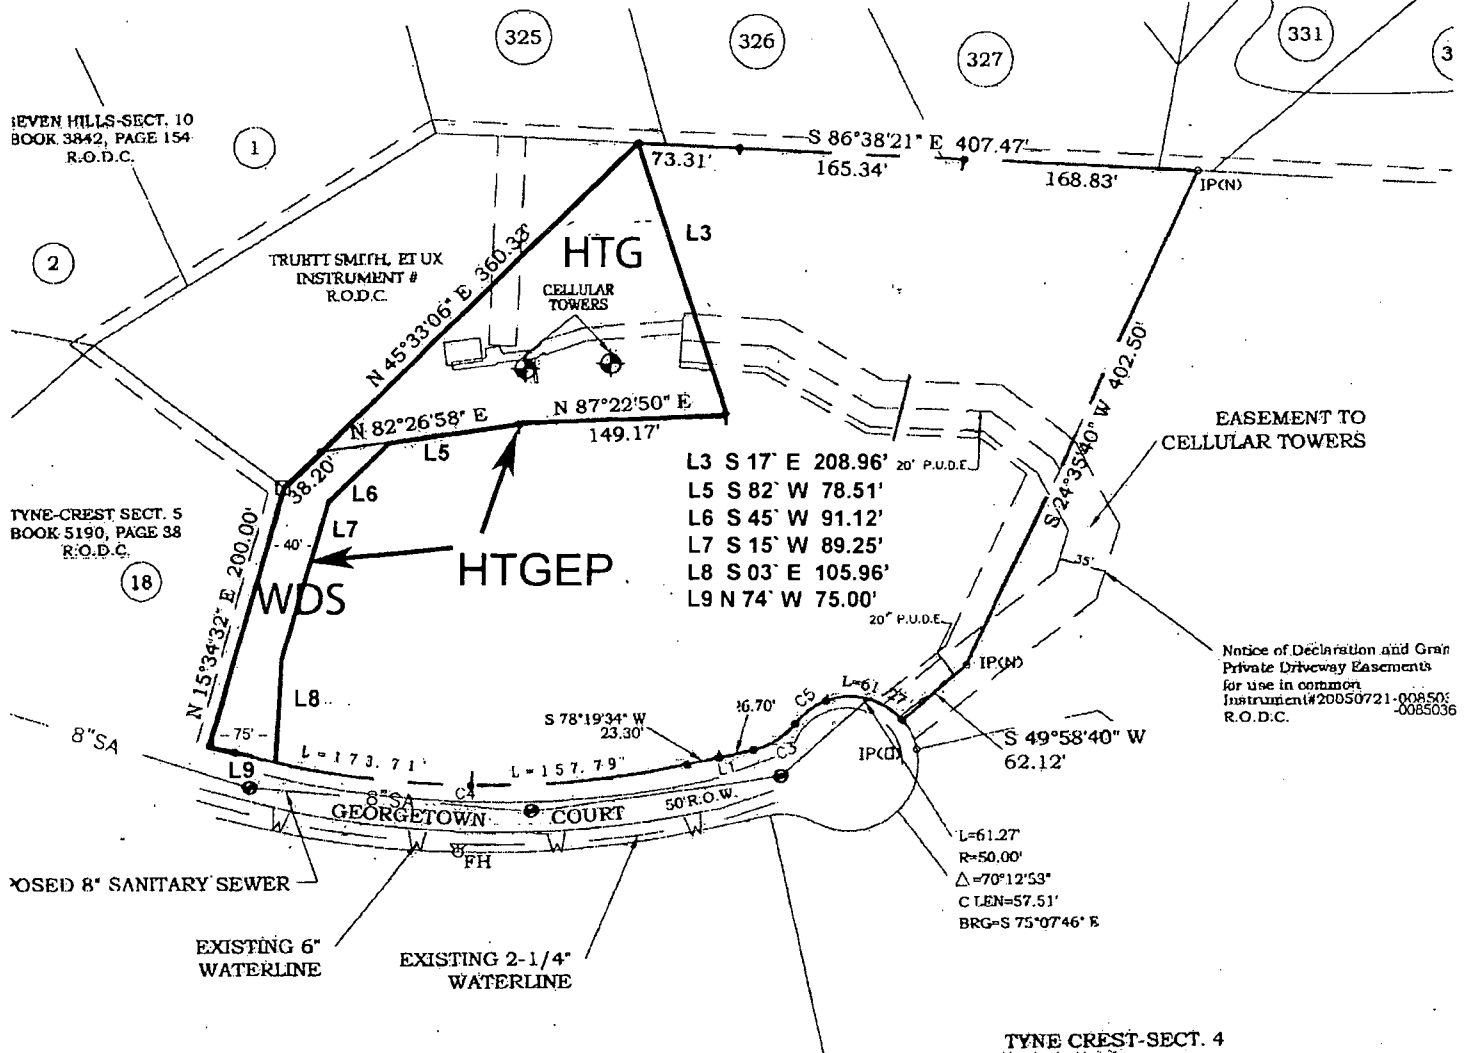 325
326
327
331
3
IEVEN HILLS-SECT. 10
BOOK 3842, PAGE 154
R.O.D.C.
1
2
S 86°38'21" E 407.47'
73.31'
165.34'
168.83'
IP(N)
L3
HTG
TRUETT SMITH, ET UX
INSTRUMENT #
R.O.D.C.
CELLULAR
TOWERS
N 45°33'06" E 360.33'
N 82°26'58" E
N 87°22'50" E
149.17'
L5
38.20'
L6
L7
40'
L3 S 17` E 208.96'
L5 S 82` W 78.51'
L6 S 45` W 91.12'
L7 S 15` W 89.25'
L8 S 03` E 105.96'
L9 N 74` W 75.00'
20' P.U.D.E.
EASEMENT TO
CELLULAR TOWERS
S 24°35'40" W 402.50'
TYNE-CREST SECT. 5
BOOK 5190, PAGE 38
R.O.D.C.
18
HTGEP
WDS
N 15°34'32" E 200.00'
35'
20' P.U.D.E.
IP(N)
Notice of Declaration and Gran
Private Driveway Easements
for use in common
Instrument#20050721-008503
-0085036
R.O.D.C.
L8
75'
L9
8"SA
L=173.71'
L=157.79'
S 78°19'34" W
23.30'
26.70'
L1
C3
C5
IP(U)
S 49°58'40" W
62.12'
C4
8"SA
GEORGETOWN COURT
50'R.O.W.
FH
L=61.27'
R=50.00'
△=70°12'53"
C LEN=57.51'
BRG=S 75°07'46" E
OSED 8" SANITARY SEWER
EXISTING 6"
WATERLINE
EXISTING 2-1/4"
WATERLINE
TYNE CREST-SECT. 4